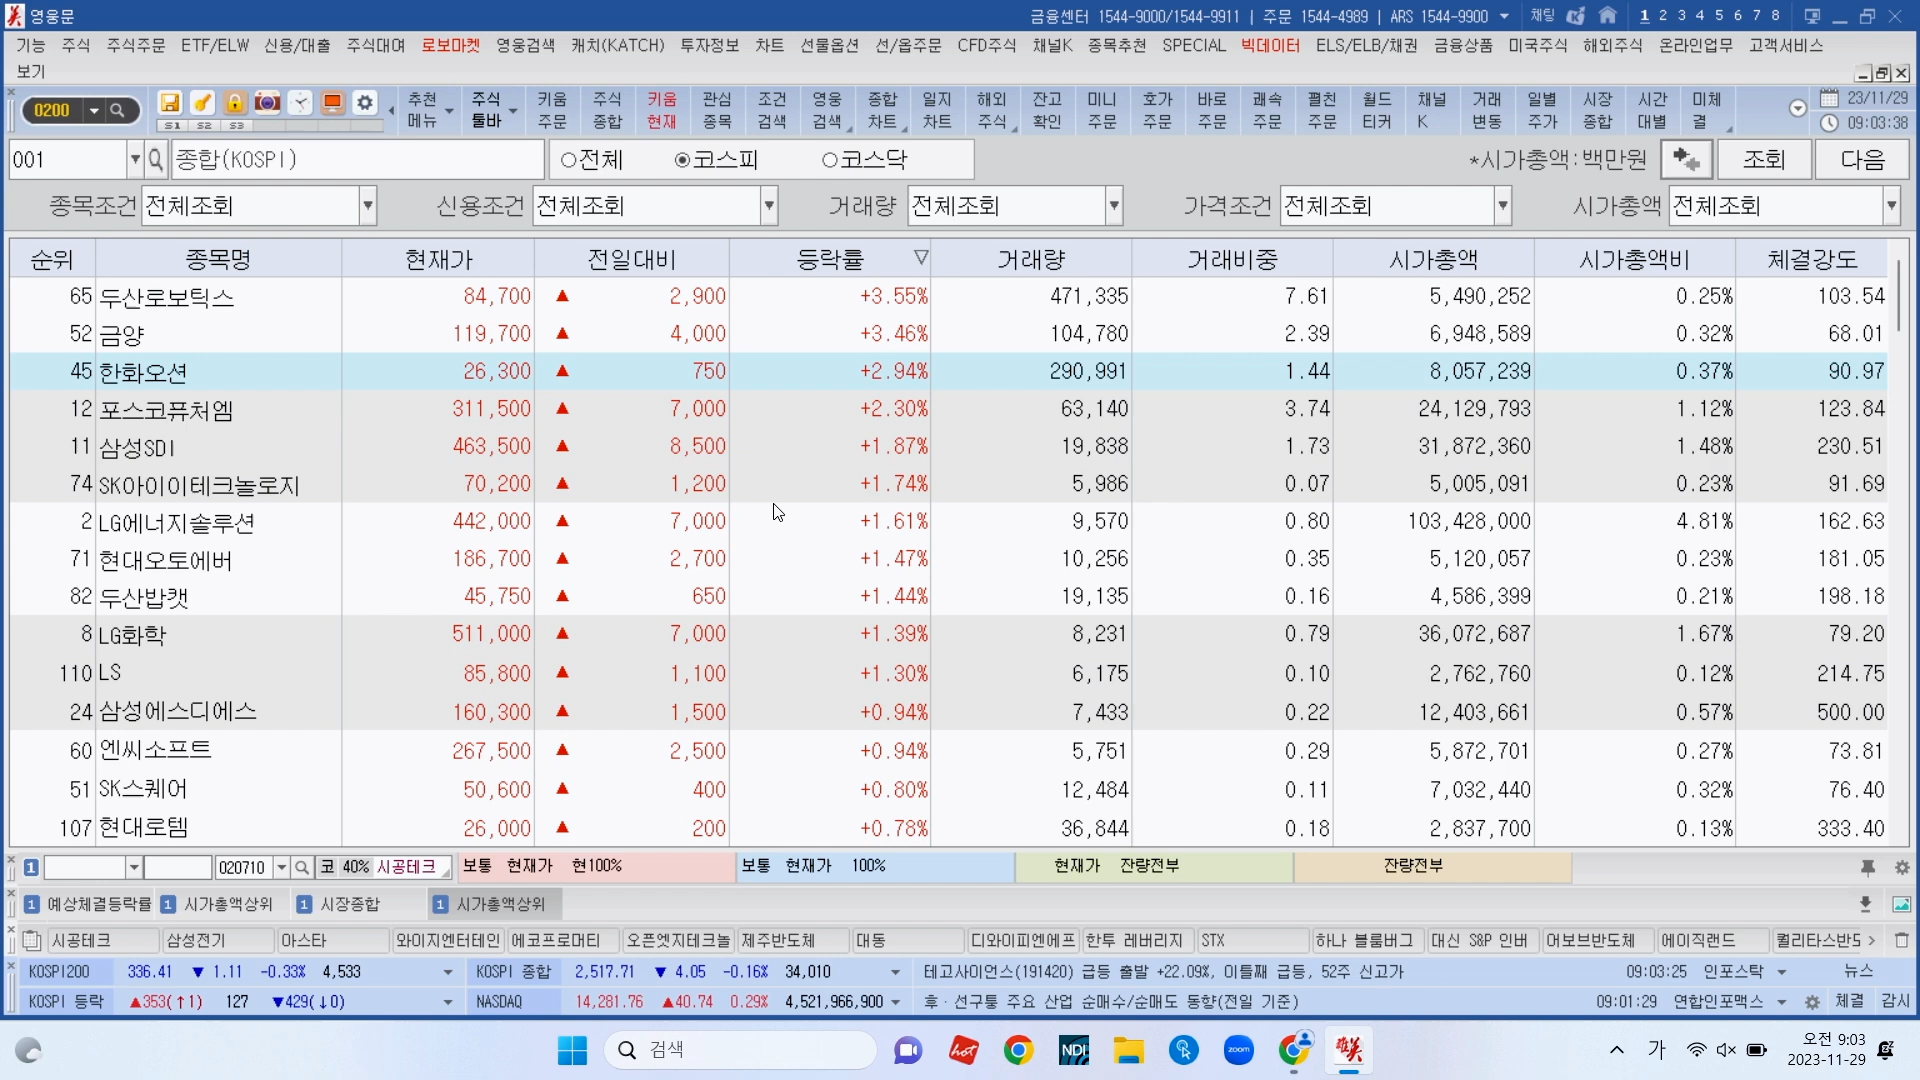 영웅문
금융센터 1544-9000/1544-9911 | 주문 1544-4989 | ARS 1544-9900 채팅 1 2 3 4 5 6 7 8
기능 주식 주식주문 ETF/ELW 신용/대출 주식대여 로보마켓 영웅검색 캐치(KATCH) 투자정보 차트 선물옵션 선/옵주문 CFD주식 채널K 종목추천 SPECIAL 빅데이터 ELS/ELB/채권 금융상품 미국주식 해외주식 온라인업무 고객서비스
보기
0200 S1 S2 S3
추천 메뉴 주식 툴바 키움 주문 주식 종합 키움 현재 관심 종목 조건 검색 영웅 검색 종합 차트 일지 차트 해외 주식 잔고 확인 미니 주문 호가 주문 바로 주문 쾌속 주문 펼친 주문 월드 티커 채널 K 거래 변동 일별 주가 시장 종합 시간 대별 미체 결
23/11/29
09:03:38
001 종합(KOSPI) 전체 코스피 코스닥 *시가총액:백만원 조회 다음
종목조건 전체조회 신용조건 전체조회 거래량 전체조회 가격조건 전체조회 시가총액 전체조회
순위 종목명 현재가 전일대비 등락률 ▽ 거래량 거래비중 시가총액 시가총액비 체결강도
65 두산로보틱스 84,700 ▲ 2,900 +3.55% 471,335 7.61 5,490,252 0.25% 103.54
52 금양 119,700 ▲ 4,000 +3.46% 104,780 2.39 6,948,589 0.32% 68.01
45 한화오션 26,300 ▲ 750 +2.94% 290,991 1.44 8,057,239 0.37% 90.97
12 포스코퓨처엠 311,500 ▲ 7,000 +2.30% 63,140 3.74 24,129,793 1.12% 123.84
11 삼성SDI 463,500 ▲ 8,500 +1.87% 19,838 1.73 31,872,360 1.48% 230.51
74 SK아이이테크놀로지 70,200 ▲ 1,200 +1.74% 5,986 0.07 5,005,091 0.23% 91.69
2 LG에너지솔루션 442,000 ▲ 7,000 +1.61% 9,570 0.80 103,428,000 4.81% 162.63
71 현대오토에버 186,700 ▲ 2,700 +1.47% 10,256 0.35 5,120,057 0.23% 181.05
82 두산밥캣 45,750 ▲ 650 +1.44% 19,135 0.16 4,586,399 0.21% 198.18
8 LG화학 511,000 ▲ 7,000 +1.39% 8,231 0.79 36,072,687 1.67% 79.20
110 LS 85,800 ▲ 1,100 +1.30% 6,175 0.10 2,762,760 0.12% 214.75
24 삼성에스디에스 160,300 ▲ 1,500 +0.94% 7,433 0.22 12,403,661 0.57% 500.00
60 엔씨소프트 267,500 ▲ 2,500 +0.94% 5,751 0.29 5,872,701 0.27% 73.81
51 SK스퀘어 50,600 ▲ 400 +0.80% 12,484 0.11 7,032,440 0.32% 76.40
107 현대로템 26,000 ▲ 200 +0.78% 36,844 0.18 2,837,700 0.13% 333.40
1 020710 코 40% 시공테크 보통 현재가 현100% 보통 현재가 100% 현재가 잔량전부 잔량전부
1 예상체결등락률 1 시가총액상위 1 시장종합 1 시가총액상위
시공테크 삼성전기 아스타 와이지엔터테인 에코프로머티 오픈엣지테크놀 제주반도체 대동 디와이피엔에프 한투 레버리지 STX 하나 블룸버그 대신 S&P 인버 어보브반도체 에이직랜드 퀄리타스반도
KOSPI200 336.41 ▼ 1.11 -0.33% 4,533 KOSPI 종합 2,517.71 ▼ 4.05 -0.16% 34,010 테고사이언스(191420) 급등 출발 +22.09%, 이틀째 급등, 52주 신고가 09:03:25 인포스탁 뉴스
KOSPI 등락 ▲353(↑1) 127 ▼429(↓0) NASDAQ 14,281.76 ▲40.74 0.29% 4,521,966,900 후·선구통 주요 산업 순매수/순매도 동향(전일 기준) 09:01:29 연합인포맥스 체결 감시
검색 hot NDI zoom 가 오전 9:03
2023-11-29